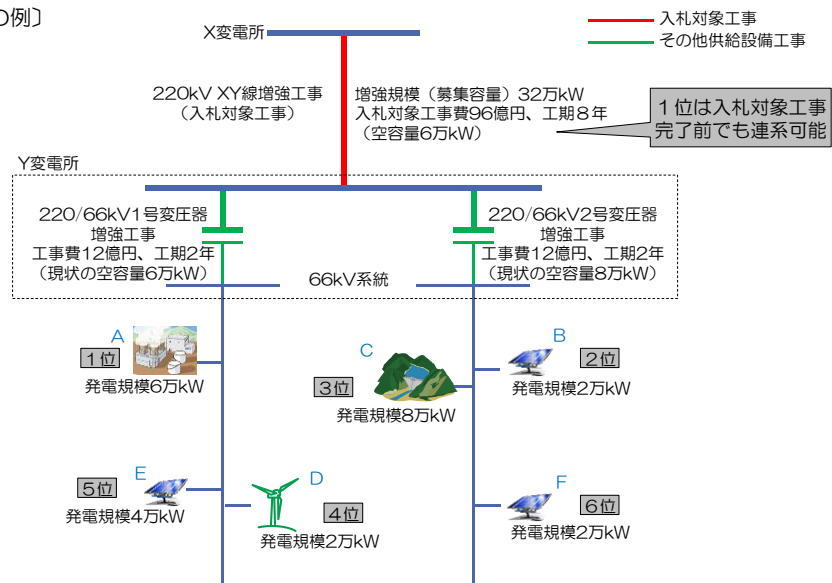 の例〕
入札対象工事
その他供給設備工事
X変電所
220kV XY線増強工事
(入札対象工事)
増強規模(募集容量)32万kW
入札対象工事費96億円、工期8年
(空容量6万kW)
1位は入札対象工事
完了前でも連系可能
Y変電所
220/66kV1号変圧器
増強工事
工事費12億円、工期2年
(現状の空容量6万kW)
220/66kV2号変圧器
増強工事
工事費12億円、工期2年
(現状の空容量8万kW)
66kV系統
A
1位
発電規模6万kW
C
3位
発電規模8万kW
B
2位
発電規模2万kW
E
5位
発電規模4万kW
D
4位
発電規模2万kW
F
6位
発電規模2万kW